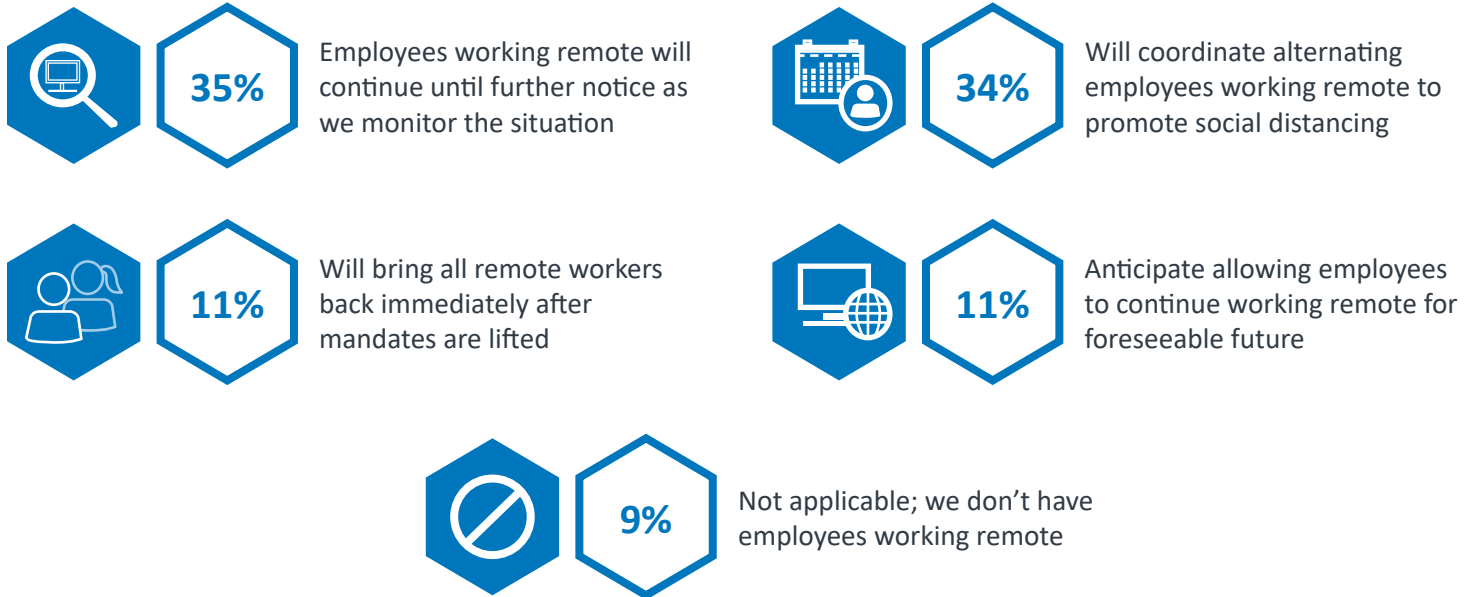 35%
Employees working remote will
continue until further notice as
we monitor the situation
34%
Will coordinate alternating
employees working remote to
promote social distancing
11%
Will bring all remote workers
back immediately after
mandates are lifted
11%
Anticipate allowing employees
to continue working remote for
foreseeable future
9%
Not applicable; we don’t have
employees working remote